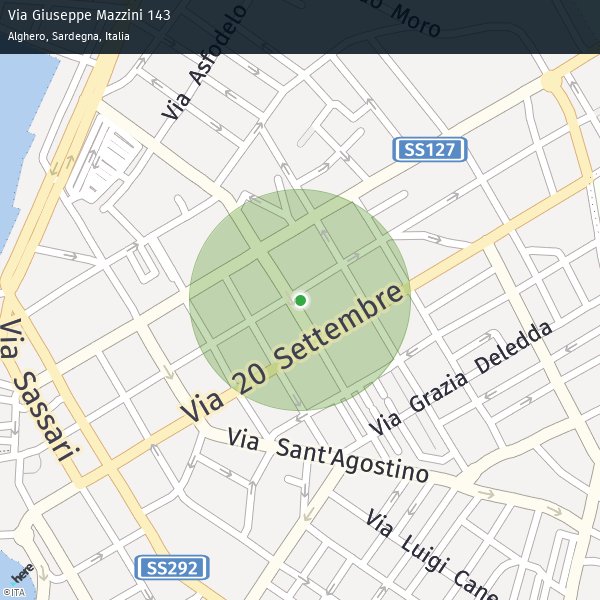 Via Giuseppe Mazzini 143
Alghero, Sardegna, Italia
Moro
Via Asfodelo
SS127
Via 20 Settembre
Via Sassari
Via Grazia Deledda
Via Sant'Agostino
Via Luigi Cane
SS292
here
©ITA